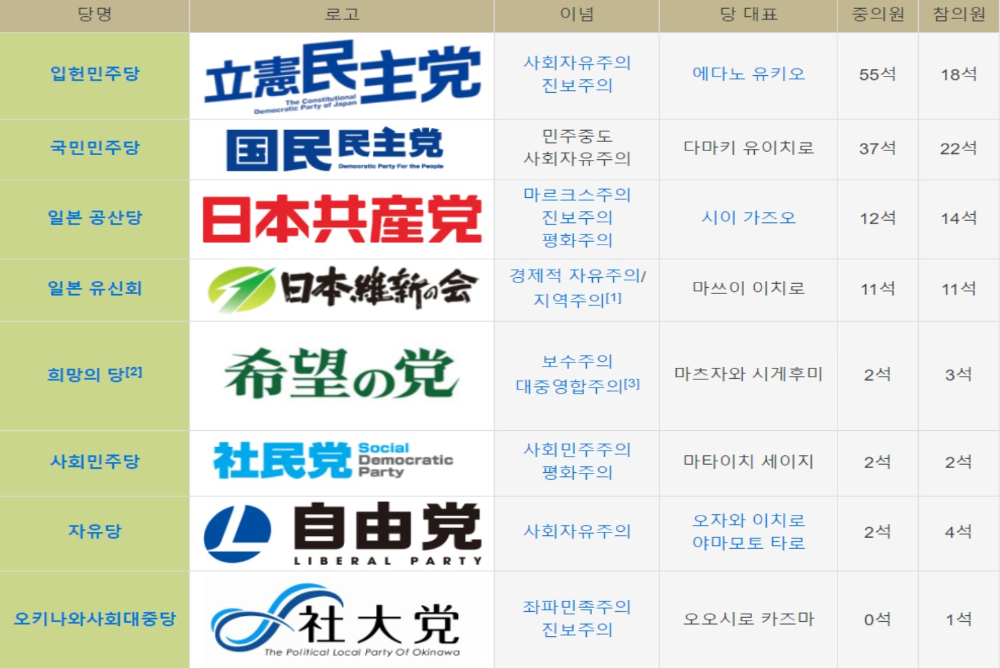 당명 로고 이념 당 대표 중의원 참의원
입헌민주당
立憲民主党
The Constitutional
Democratic Party of Japan
사회자유주의
진보주의
에다노 유키오
55석
18석
국민민주당
国民民主党
Democratic Party For the People
민주중도
사회자유주의
다마키 유이치로
37석
22석
일본 공산당
日本共産党
마르크스주의
진보주의
평화주의
시이 가즈오
12석
14석
일본 유신회
日本維新の会
경제적 자유주의/
지역주의[1]
마쓰이 이치로
11석
11석
희망의 당[2]
希望の党
보수주의
대중영합주의[3]
마츠자와 시게후미
2석
3석
사회민주당
社民党
Social
Democratic
Party
사회민주주의
평화주의
마타이치 세이지
2석
2석
자유당
自由党
LIBERAL PARTY
사회자유주의
오자와 이치로
야마모토 타로
2석
4석
오키나와사회대중당
社大党
The Political Local Party Of Okinawa
좌파민족주의
진보주의
오오시로 카즈마
0석
1석